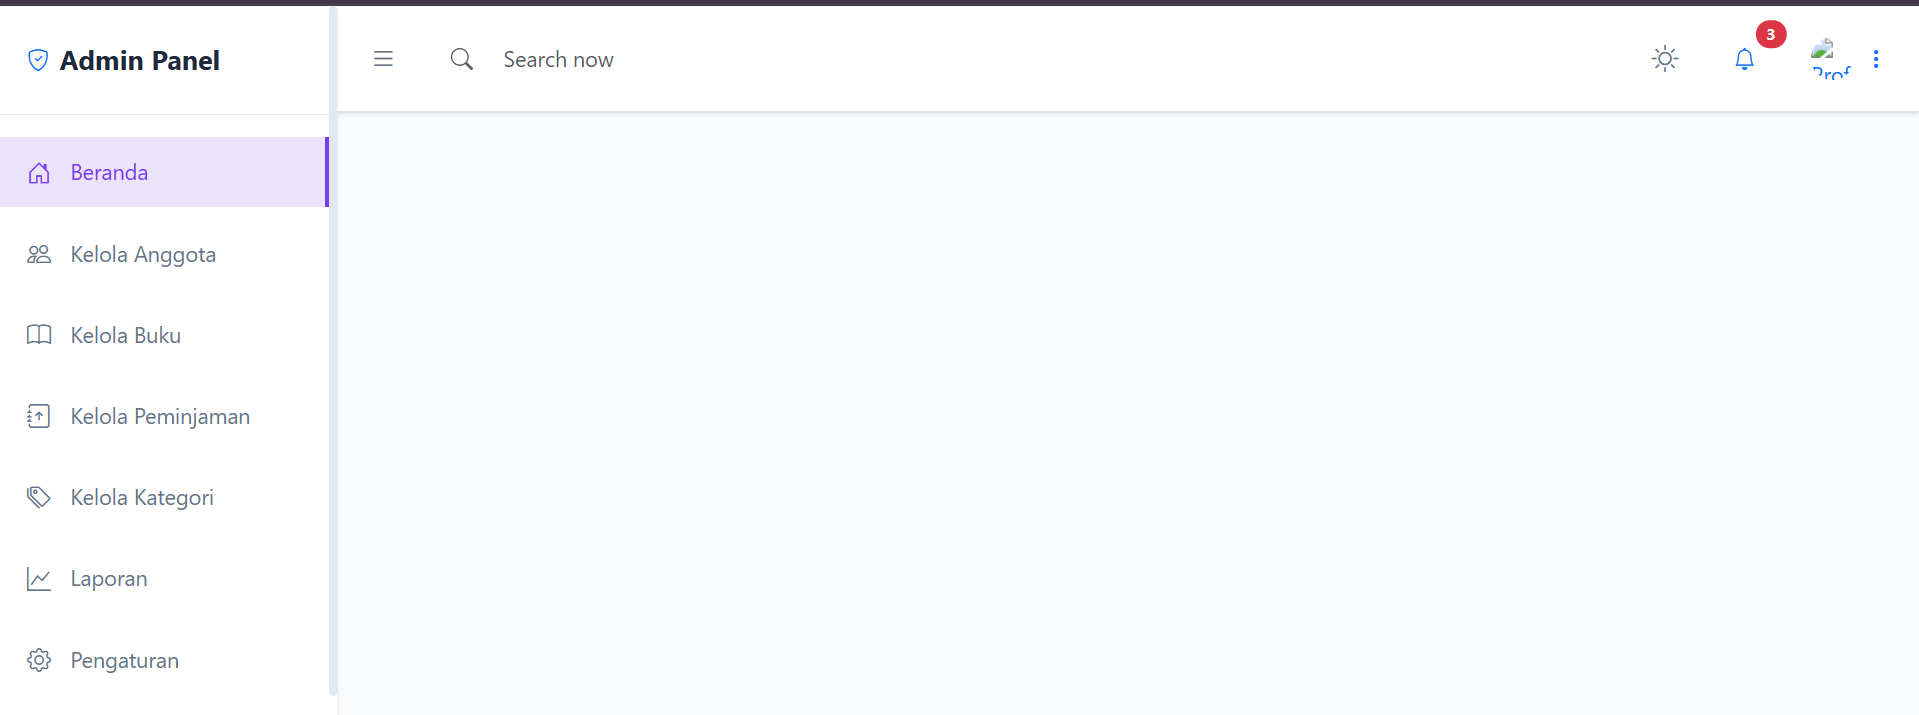 Admin Panel
Search now
3
Prof
Beranda
Kelola Anggota
Kelola Buku
Kelola Peminjaman
Kelola Kategori
Laporan
Pengaturan